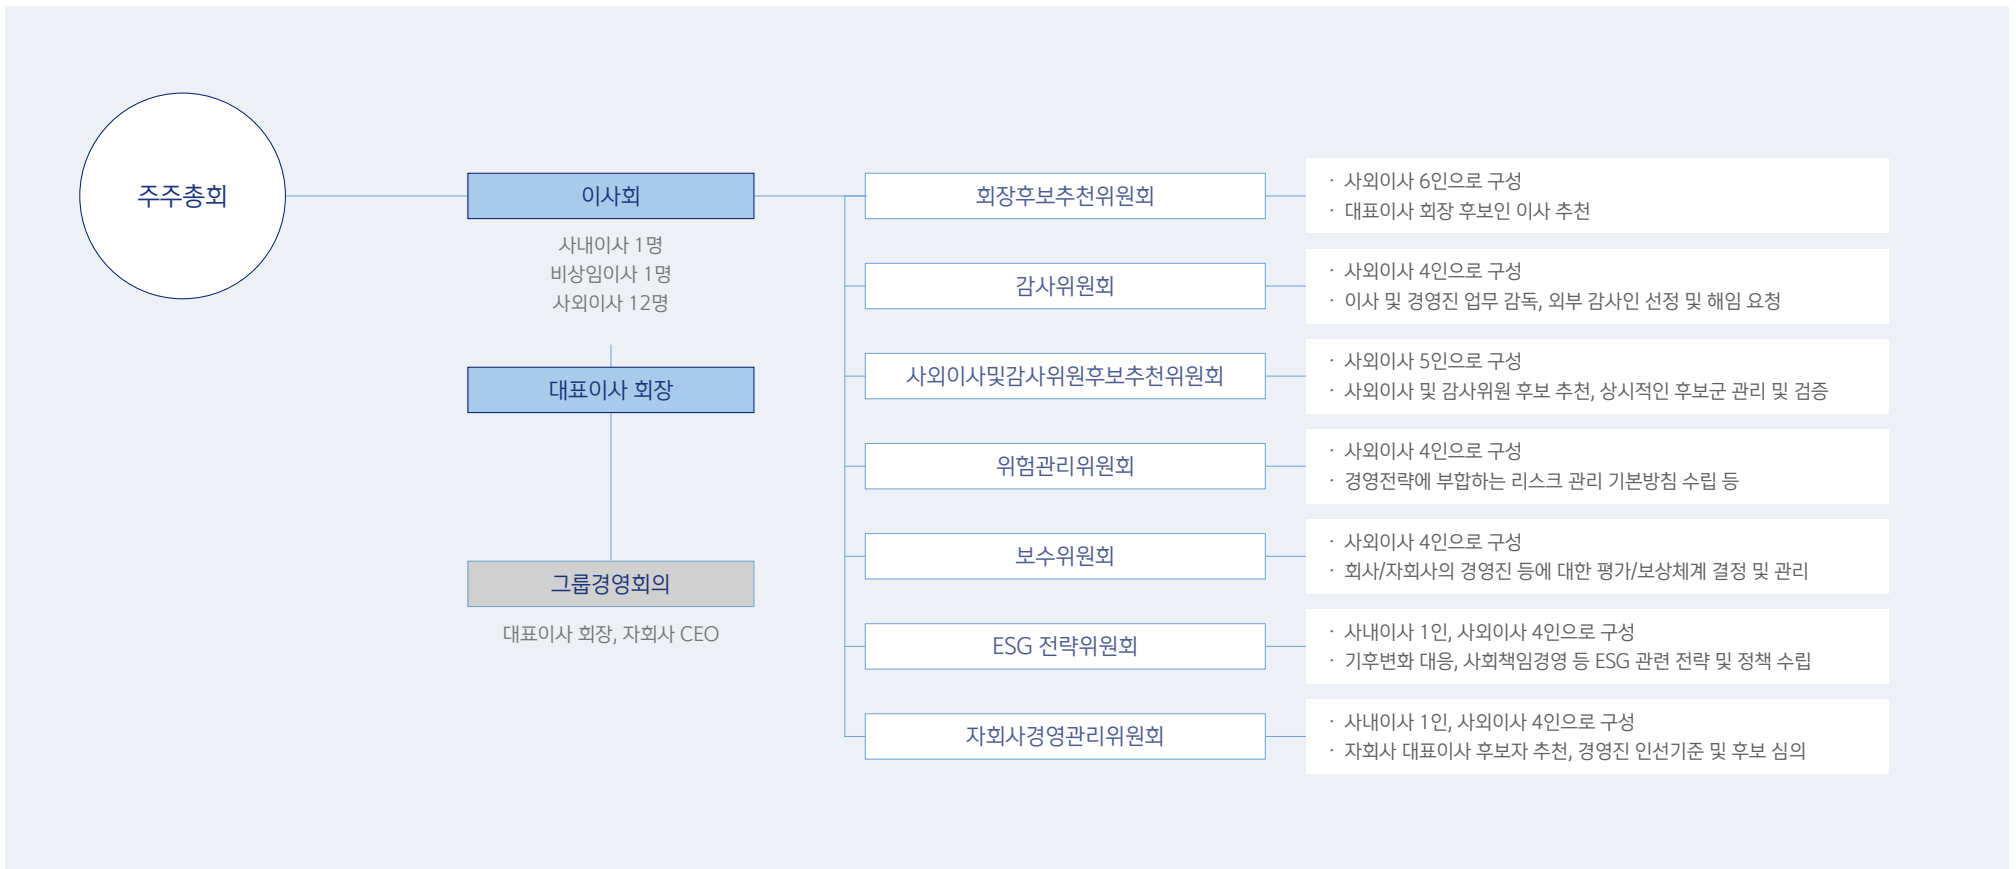 주주총회
이사회
사내이사 1명
비상임이사 1명
사외이사 12명
대표이사 회장
그룹경영회의
대표이사 회장, 자회사 CEO
회장후보추천위원회
· 사외이사 6인으로 구성
· 대표이사 회장 후보인 이사 추천
감사위원회
· 사외이사 4인으로 구성
· 이사 및 경영진 업무 감독, 외부 감사인 선정 및 해임 요청
사외이사및감사위원후보추천위원회
· 사외이사 5인으로 구성
· 사외이사 및 감사위원 후보 추천, 상시적인 후보군 관리 및 검증
위험관리위원회
· 사외이사 4인으로 구성
· 경영전략에 부합하는 리스크 관리 기본방침 수립 등
보수위원회
· 사외이사 4인으로 구성
· 회사/자회사의 경영진 등에 대한 평가/보상체계 결정 및 관리
ESG 전략위원회
· 사내이사 1인, 사외이사 4인으로 구성
· 기후변화 대응, 사회책임경영 등 ESG 관련 전략 및 정책 수립
자회사경영관리위원회
· 사내이사 1인, 사외이사 4인으로 구성
· 자회사 대표이사 후보자 추천, 경영진 인선기준 및 후보 심의